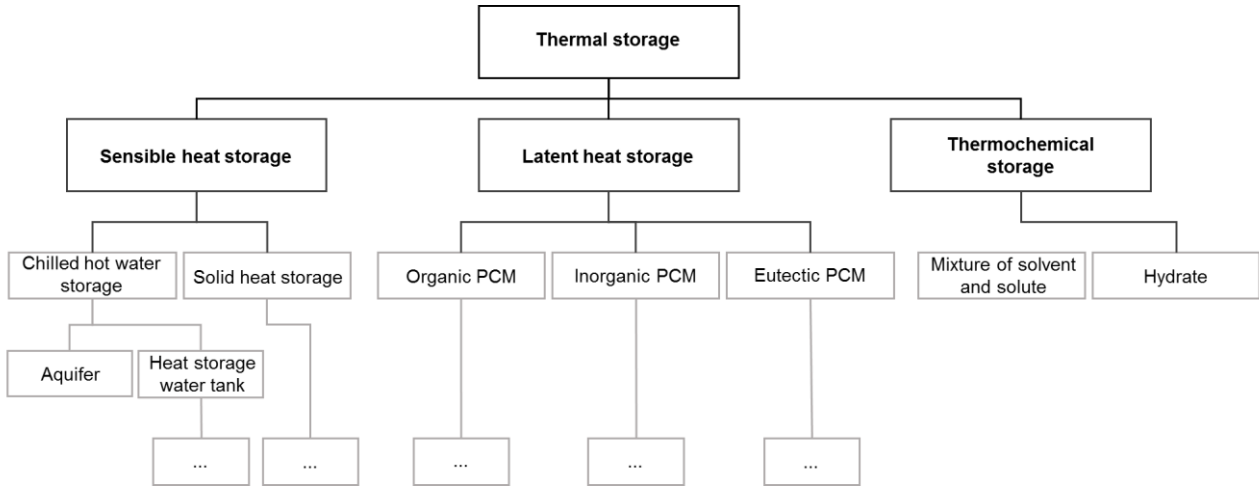 Thermal storage
Sensible heat storage
Latent heat storage
Thermochemical
storage
Chilled hot water
storage
Solid heat storage
Organic PCM
Inorganic PCM
Eutectic PCM
Mixture of solvent
and solute
Hydrate
Aquifer
Heat storage
water tank
...
...
...
...
...